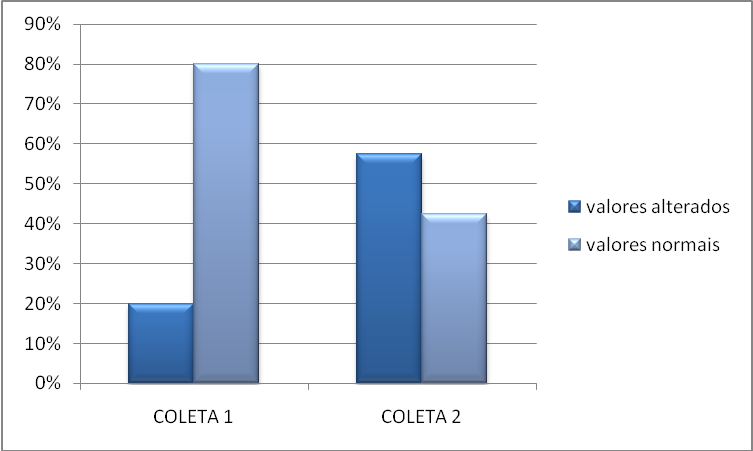 90%
80%
70%
60%
50%
40%
30%
20%
10%
0%
COLETA 1
COLETA 2
valores alterados
valores normais